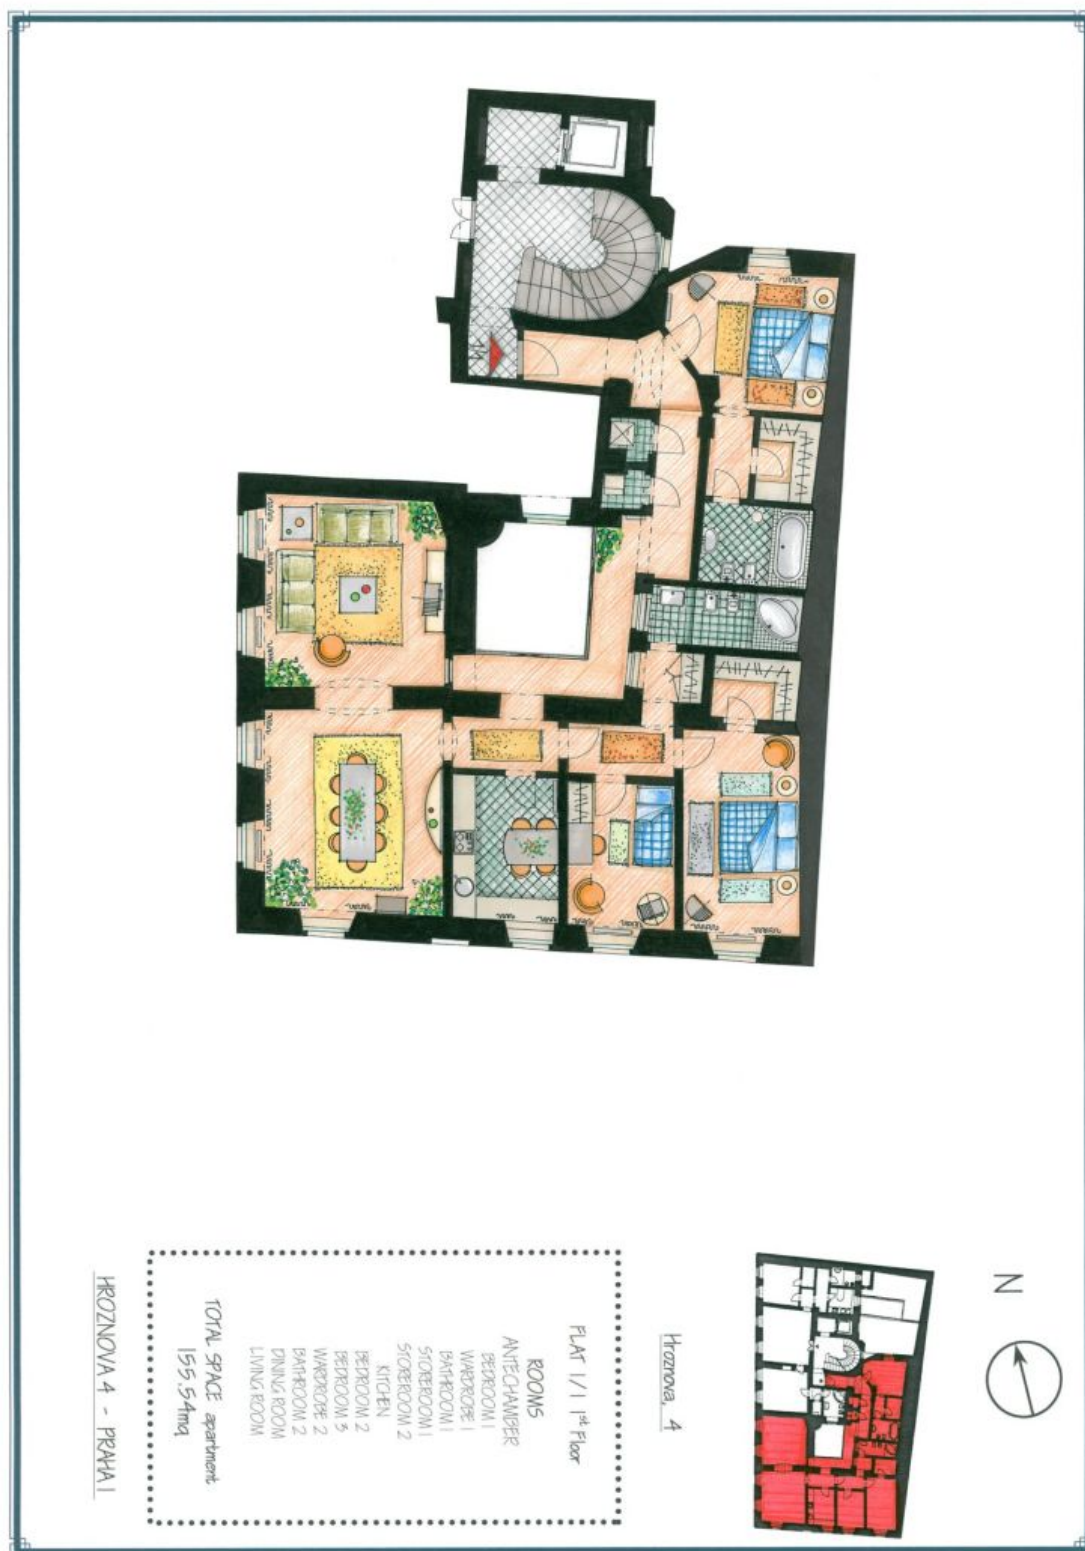 N
Hroznova, 4
FLAT 1/1 1st Floor
ROOMS
ANTECHAMBER
BEDROOM 1
WARDROBE 1
BATHROOM 1
STOREROOM 1
STOREROOM 2
KITCHEN
BEDROOM 2
BEDROOM 3
WARDROBE 2
BATHROOM 2
DINING ROOM
LIVING ROOM
TOTAL SPACE apartment
155.54mq
HROZNOVA 4 - PRAHA 1